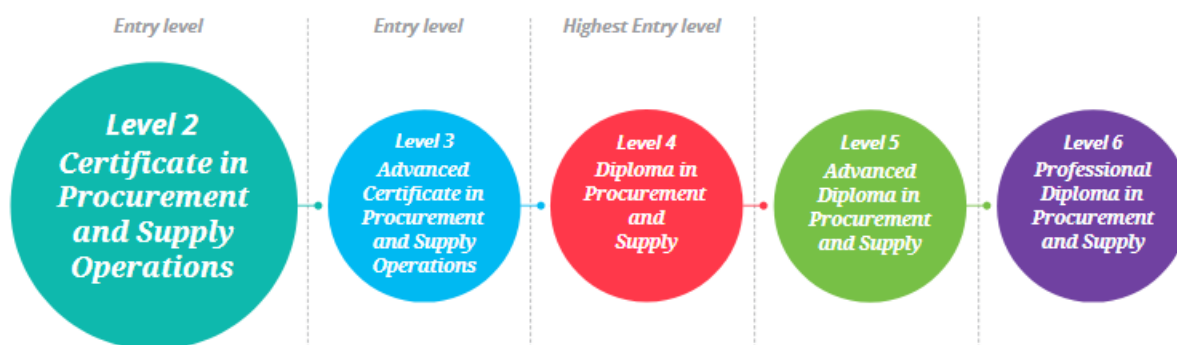 Entry level
Entry level
Highest Entry level
Level 2
Certificate in
Procurement
and Supply
Operations
Level 3
Advanced
Certificate in
Procurement
and Supply
Operations
Level 4
Diploma in
Procurement
and
Supply
Level 5
Advanced
Diploma in
Procurement
and Supply
Level 6
Professional
Diploma in
Procurement
and Supply